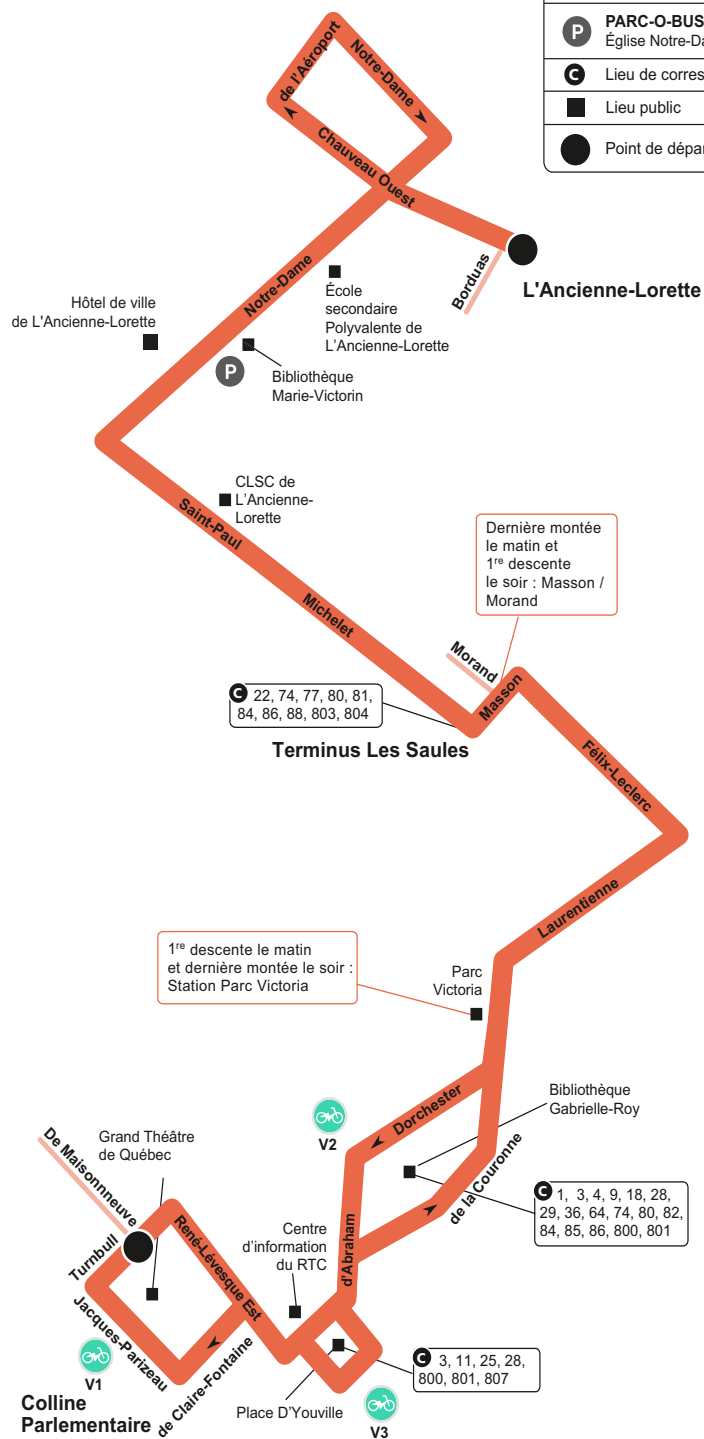 PARC-O-BUS
Église Notre-Da
P
C
Lieu de corres
Lieu public
Point de dépar
de l'Aéroport
Notre-Dame
Chauveau Ouest
Borduas
L'Ancienne-Lorette
Notre-Dame
École
secondaire
Polyvalente de
L'Ancienne-Lorette
Hôtel de ville
de L'Ancienne-Lorette
P
Bibliothèque
Marie-Victorin
CLSC de
L'Ancienne-
Lorette
Saint-Paul
Michelet
Dernière montée
le matin et
1re descente
le soir : Masson /
Morand
Morand
Masson
C 22, 74, 77, 80, 81,
84, 86, 88, 803, 804
Terminus Les Saules
Félix-Leclerc
Laurentienne
1re descente le matin
et dernière montée le soir :
Station Parc Victoria
Parc
Victoria
Dorchester
V2
Bibliothèque
Gabrielle-Roy
de la Couronne
C 1, 3, 4, 9, 18, 28,
29, 36, 64, 74, 80, 82,
84, 85, 86, 800, 801
De Maisonnneuve
Grand Théâtre
de Québec
Turnbull
René-Lévesque Est
Centre
d'information
du RTC
d'Abraham
Jacques-Parizeau
de Claire-Fontaine
V1
Colline
Parlementaire
Place D'Youville
C 3, 11, 25, 28,
800, 801, 807
V3